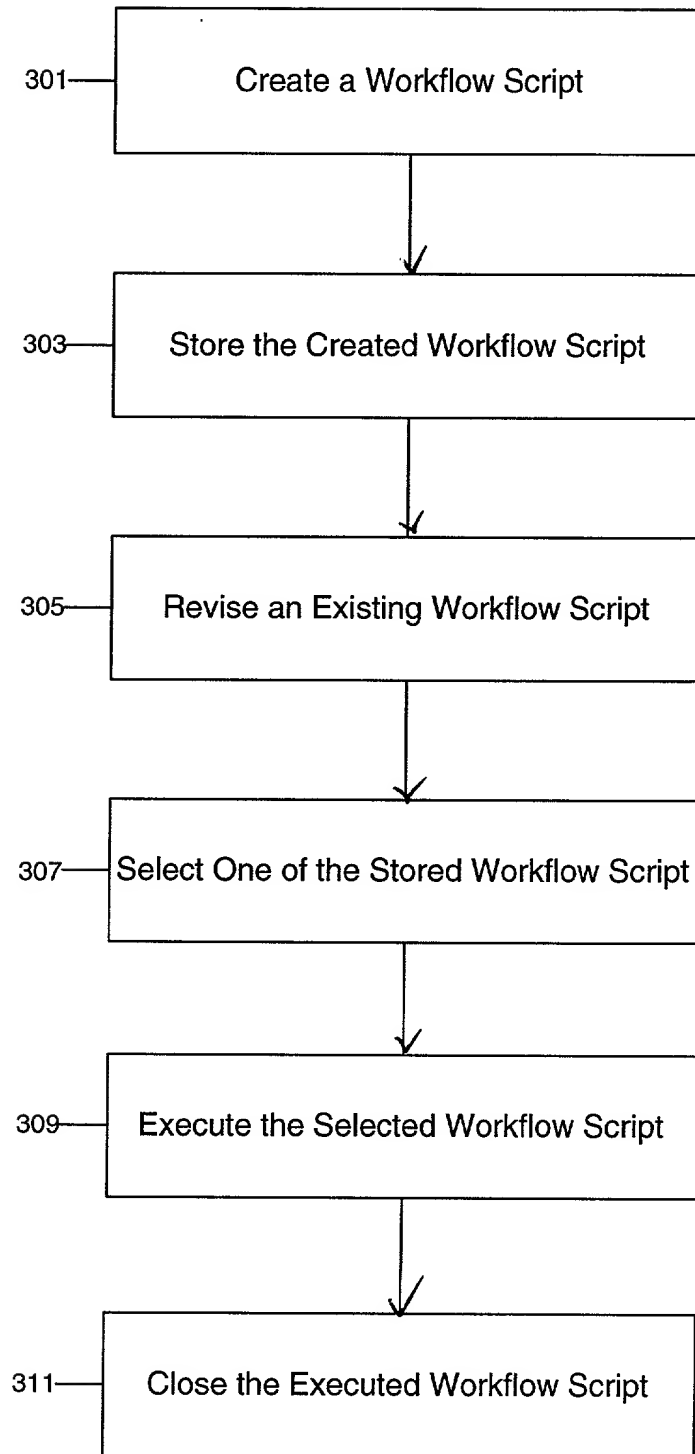 301 Create a Workflow Script
303 Store the Created Workflow Script
305 Revise an Existing Workflow Script
307 Select One of the Stored Workflow Script
309 Execute the Selected Workflow Script
311 Close the Executed Workflow Script